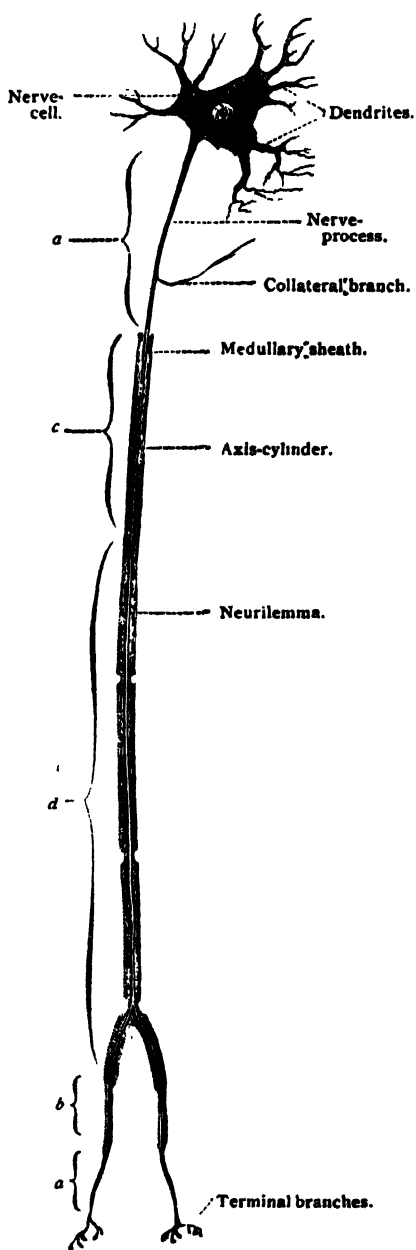 Nerve-
cell.
Dendrites.
a
Nerve-
process.
Collateral branch.
Medullary sheath.
c
Axis-cylinder.
Neurilemma.
d
b
a
Terminal branches.